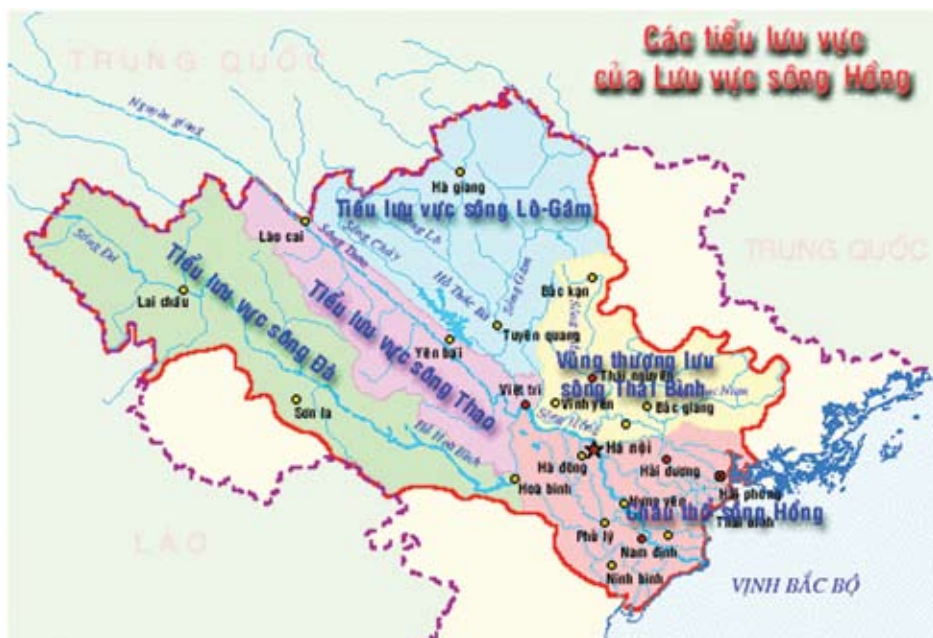 Các tiểu lưu vực
của Lưu vực sông Hồng
TRUNG QUỐC
Nguyên giang
Hà giang
Tiểu lưu vực sông Lô-Gâm
Lào cai
Sông Chảy
Sông Lô
Sông Thao
TRUNG QUỐC
Sông Đà
Tiểu lưu vực sông Đà
Tiểu lưu vực sông Thao
Hồ Thác Bà
Sông Gâm
Bắc kạn
Lai châu
Tuyên quang
Yên bái
Vùng thượng lưu
sông Thái Bình
Thái nguyên
Việt trì
Vĩnh yên
Bắc giang
Sơn la
Hồ Hoà Bình
Hà nội
Hà đông
Hải dương
Hoà bình
Hải phòng
Hưng yên
Châu thổ sông Hồng
Thái bình
Phủ lý
Nam định
Ninh bình
LÀO
VỊNH BẮC BỘ